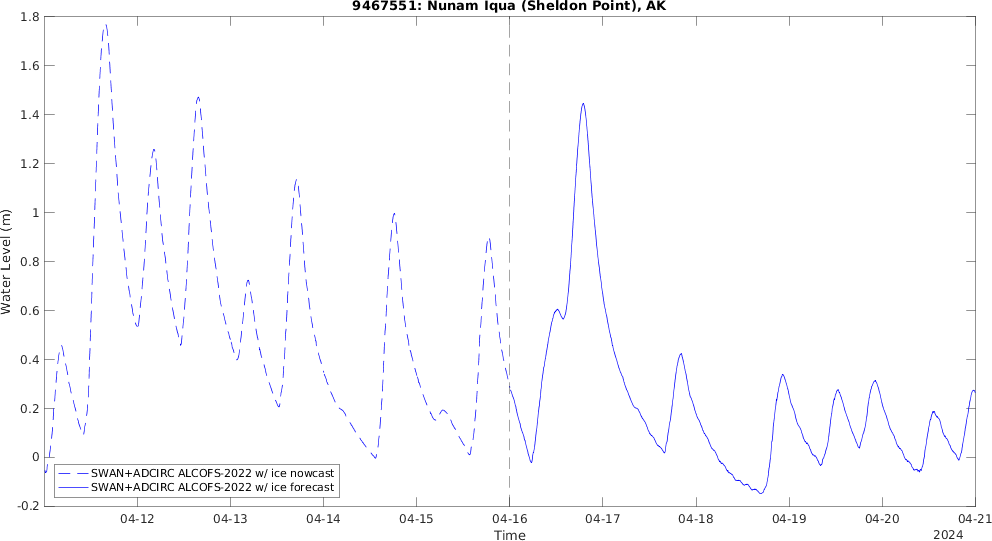 9467551: Nunam Iqua (Sheldon Point), AK
Water Level (m)
1.8
1.6
1.4
1.2
1
0.8
0.6
0.4
0.2
0
-0.2
SWAN+ADCIRC ALCOFS-2022 w/ ice nowcast
SWAN+ADCIRC ALCOFS-2022 w/ ice forecast
04-12 04-13 04-14 04-15 04-16 04-17 04-18 04-19 04-20 04-21
Time
2024